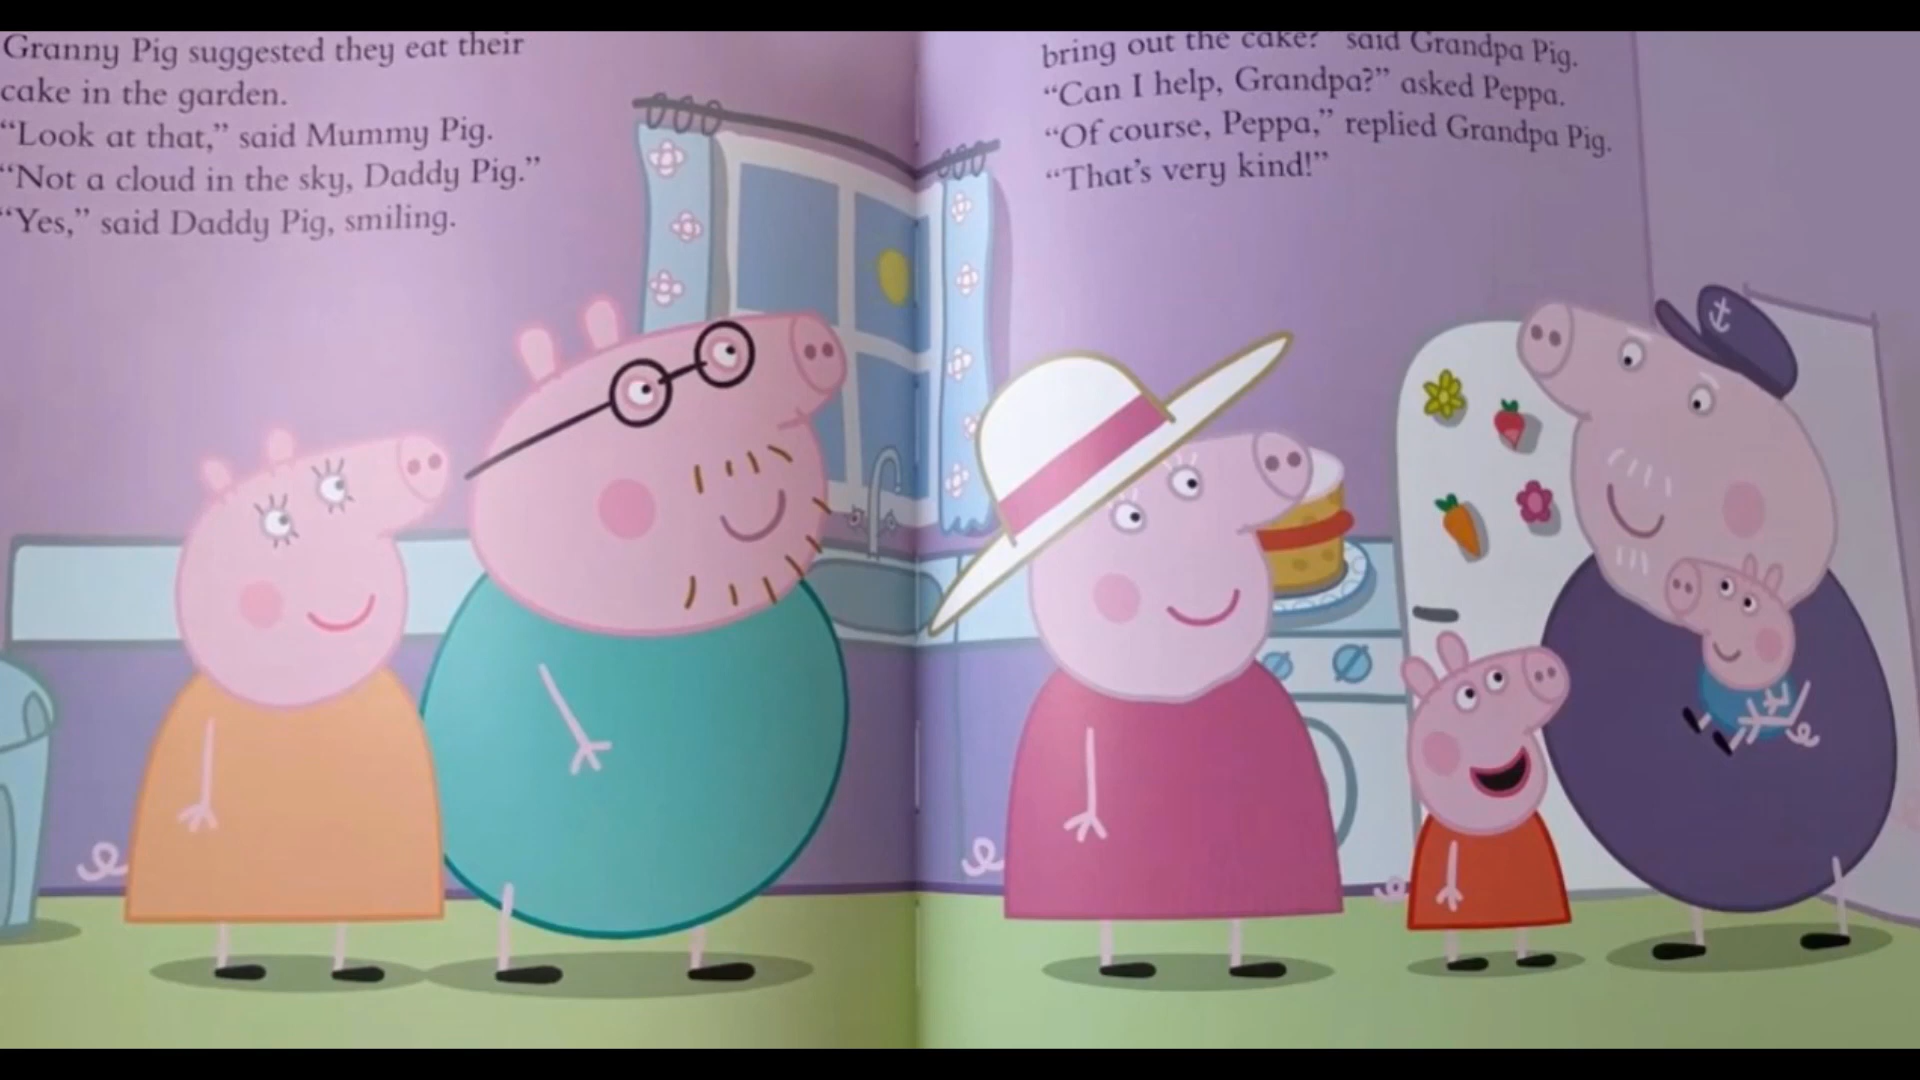 Granny Pig suggested they eat their
cake in the garden.
“Look at that,” said Mummy Pig.
“Not a cloud in the sky, Daddy Pig.”
“Yes,” said Daddy Pig, smiling.
bring out the cake?” said Grandpa Pig.
“Can I help, Grandpa?” asked Peppa.
“Of course, Peppa,” replied Grandpa Pig.
“That’s very kind!”